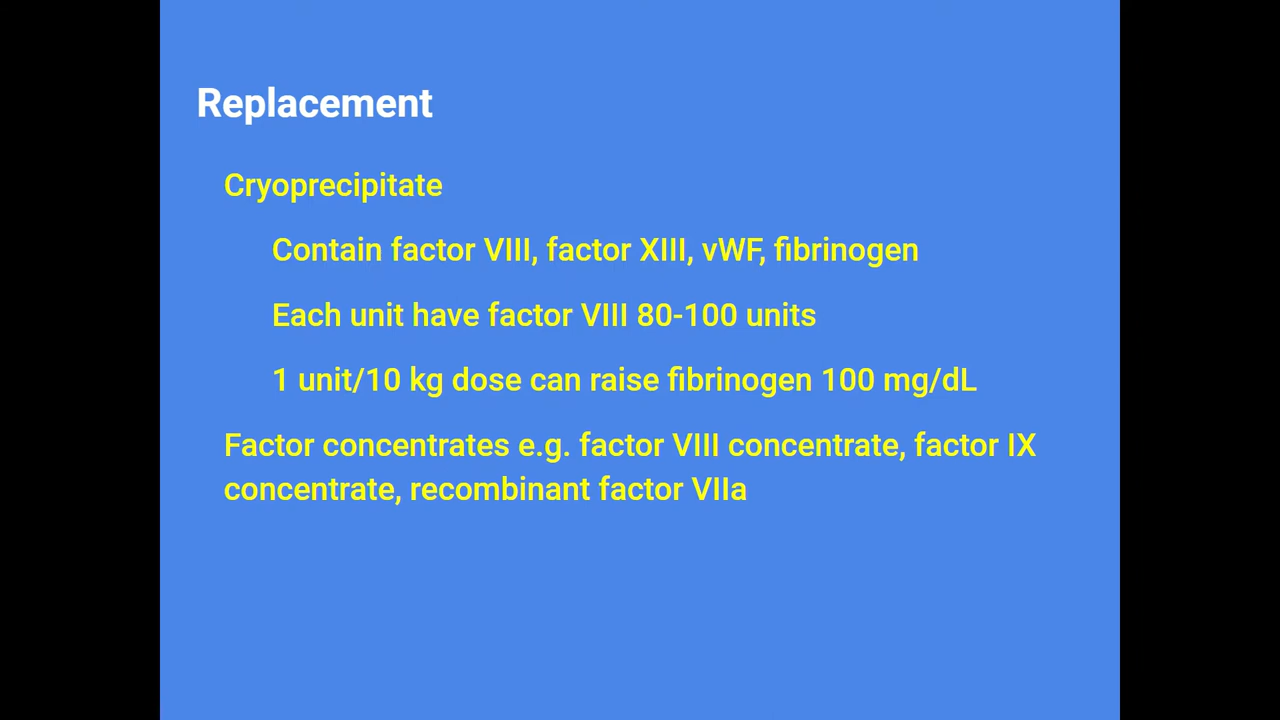 Replacement
Cryoprecipitate
Contain factor VIII, factor XIII, vWF, fibrinogen
Each unit have factor VIII 80-100 units
1 unit/10 kg dose can raise fibrinogen 100 mg/dL
Factor concentrates e.g. factor VIII concentrate, factor IX
concentrate, recombinant factor VIIa